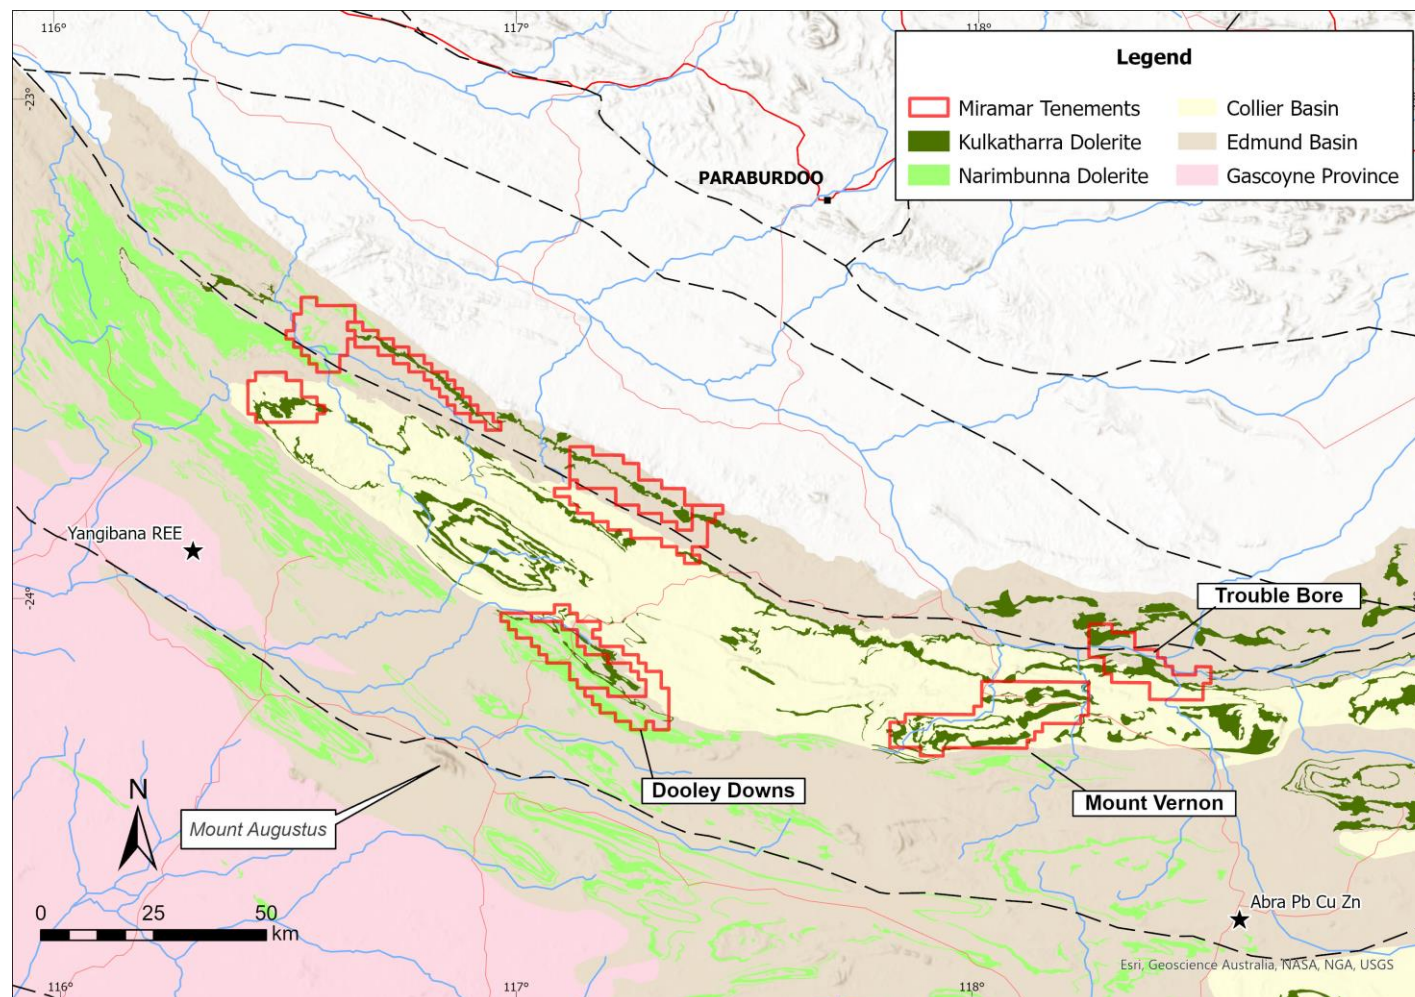 116°
117°
118°
Legend
Miramar Tenements
Collier Basin
Kulkatharra Dolerite
Edmund Basin
Narimbunna Dolerite
Gascoyne Province
-23°
PARABURDOO
Yangibana REE
-24°
Trouble Bore
Dooley Downs
Mount Vernon
N
Mount Augustus
0 25 50
km
Abra Pb Cu Zn
Esri, Geoscience Australia, NASA, NGA, USGS
116°
117°
118°